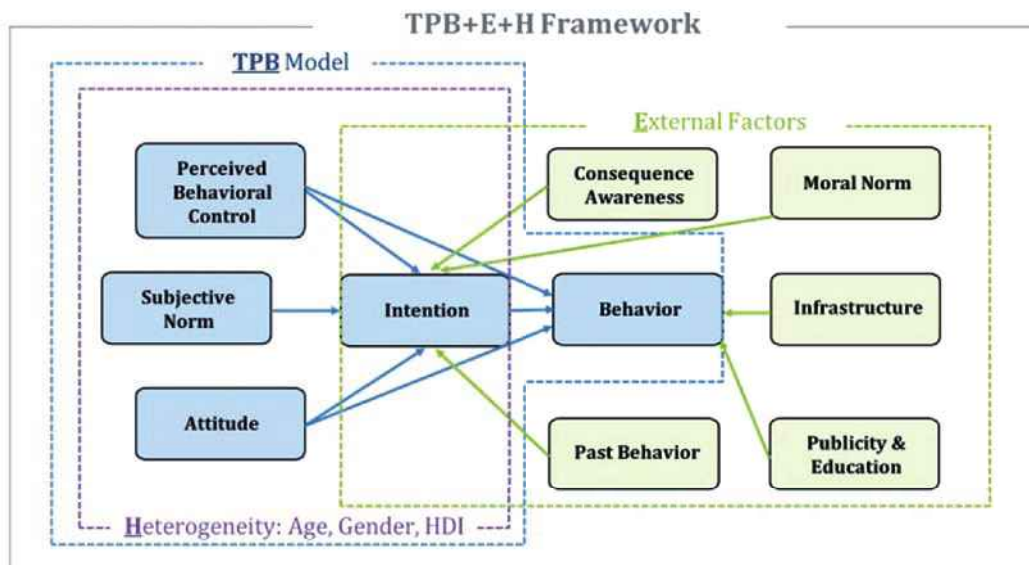 TPB+E+H Framework
TPB Model
External Factors
Perceived
Behavioral
Control
Consequence
Awareness
Moral Norm
Subjective
Norm
Intention
Behavior
Infrastructure
Attitude
Past Behavior
Publicity &
Education
Heterogeneity: Age, Gender, HDI